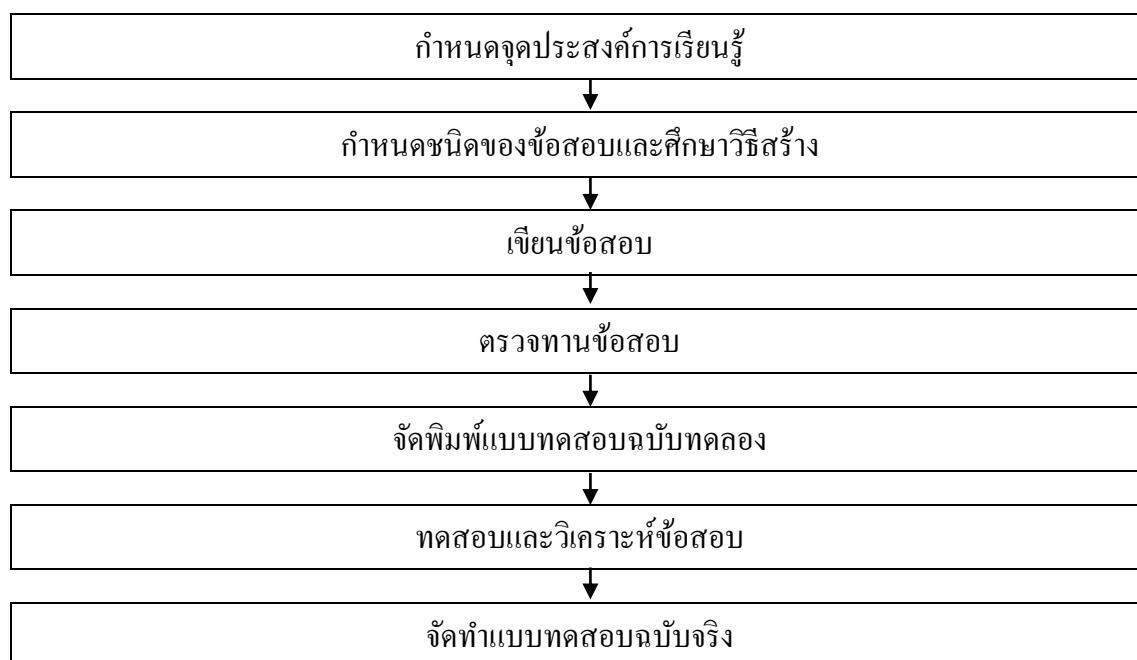 กำหนดจุดประสงค์การเรียนรู้
กำหนดชนิดของข้อสอบและศึกษาวิธีสร้าง
เขียนข้อสอบ
ตรวจทานข้อสอบ
จัดพิมพ์แบบทดสอบฉบับทดลอง
ทดสอบและวิเคราะห์ข้อสอบ
จัดทำแบบทดสอบฉบับจริง